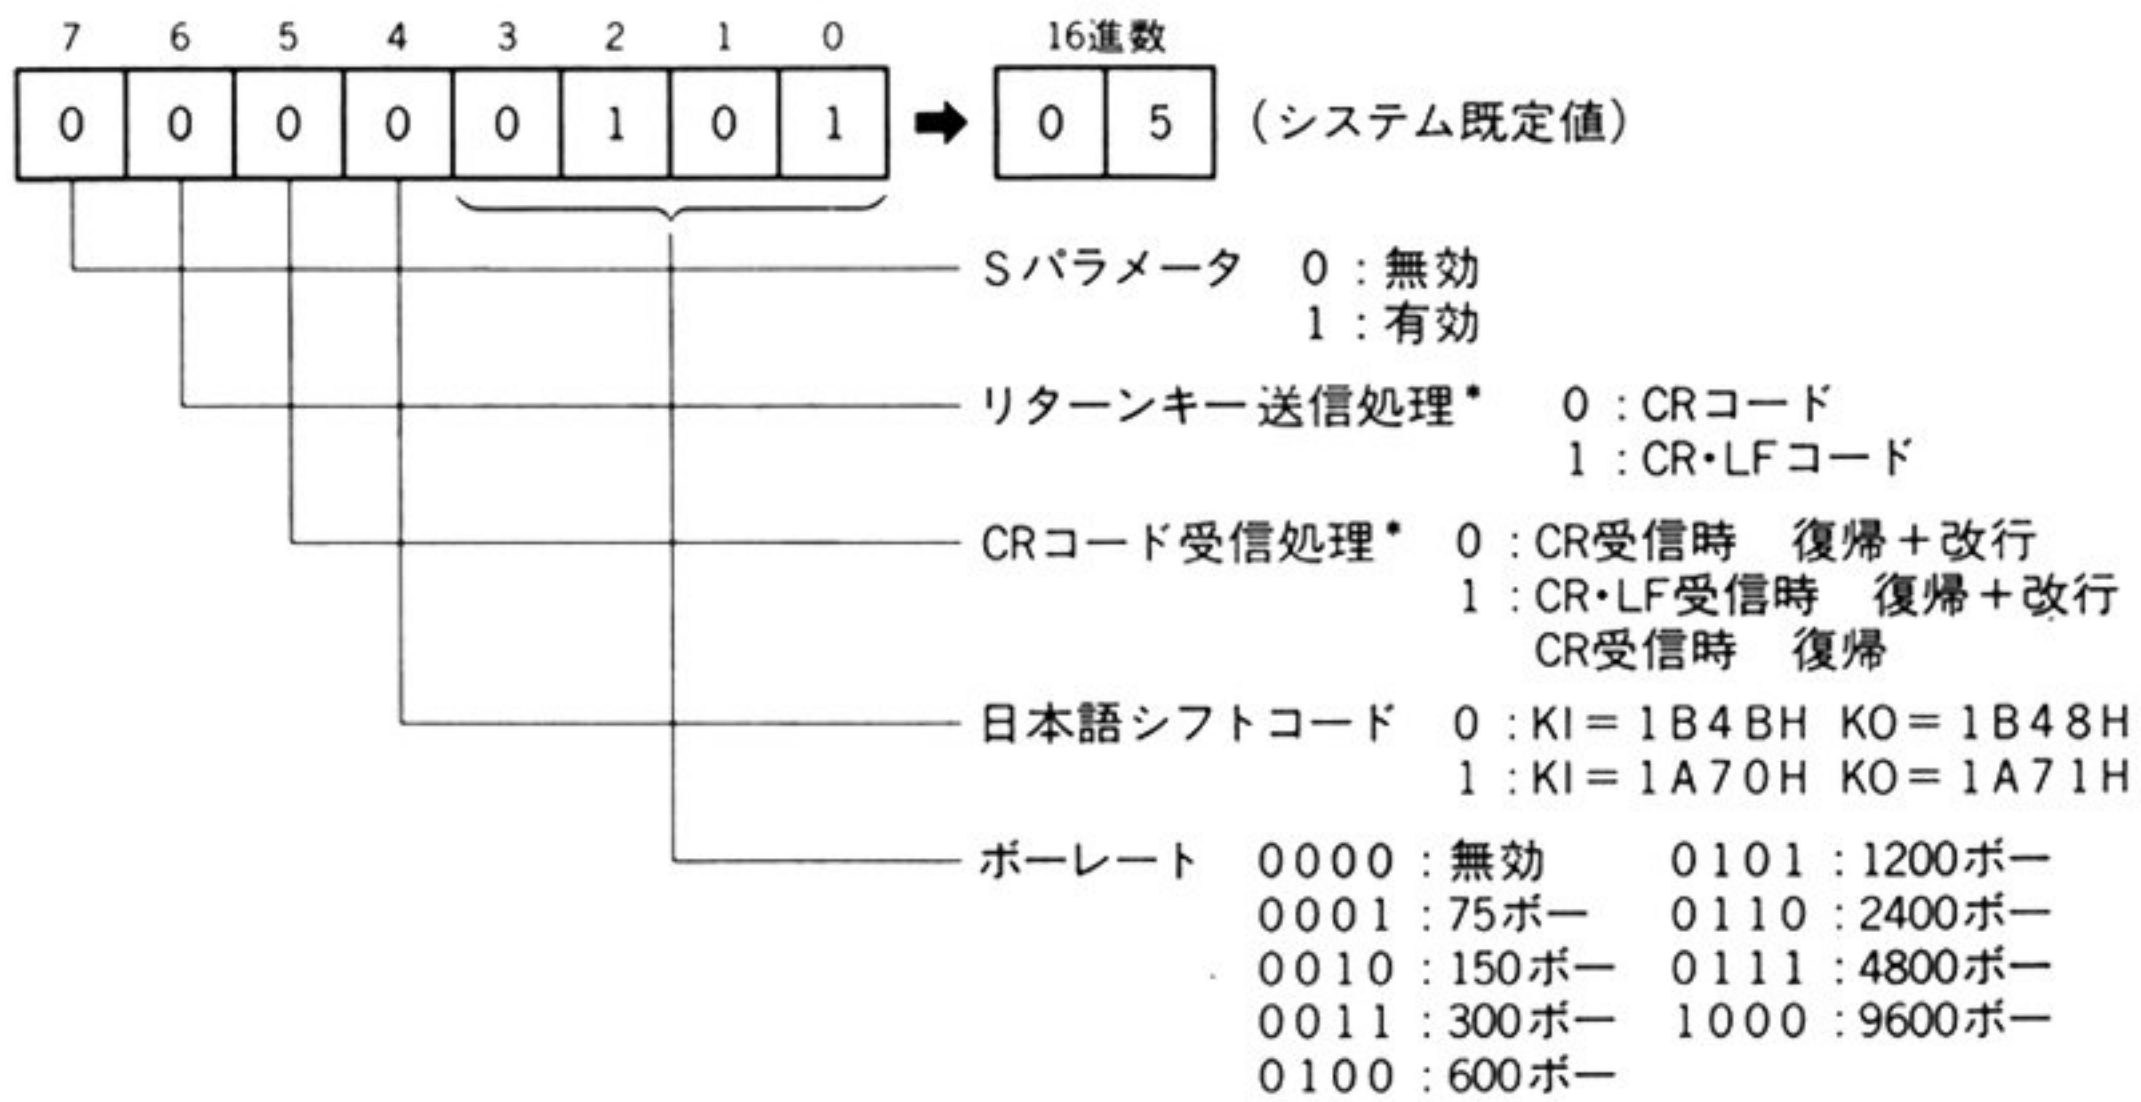 7 6 5 4 3 2 1 0 16進数
0 0 0 0 0 1 0 1 ➡ 0 5 (システム既定値)
Sパラメータ 0:無効
1:有効
リターンキー送信処理* 0:CRコード
1:CR・LFコード
CRコード受信処理* 0:CR受信時 復帰+改行
1:CR・LF受信時 復帰+改行
CR受信時 復帰
日本語シフトコード 0:KI=1B4BH KO=1B48H
1:KI=1A70H KO=1A71H
ボーレート 0000:無効 0101:1200ボー
0001:75ボー 0110:2400ボー
0010:150ボー 0111:4800ボー
0011:300ボー 1000:9600ボー
0100:600ボー